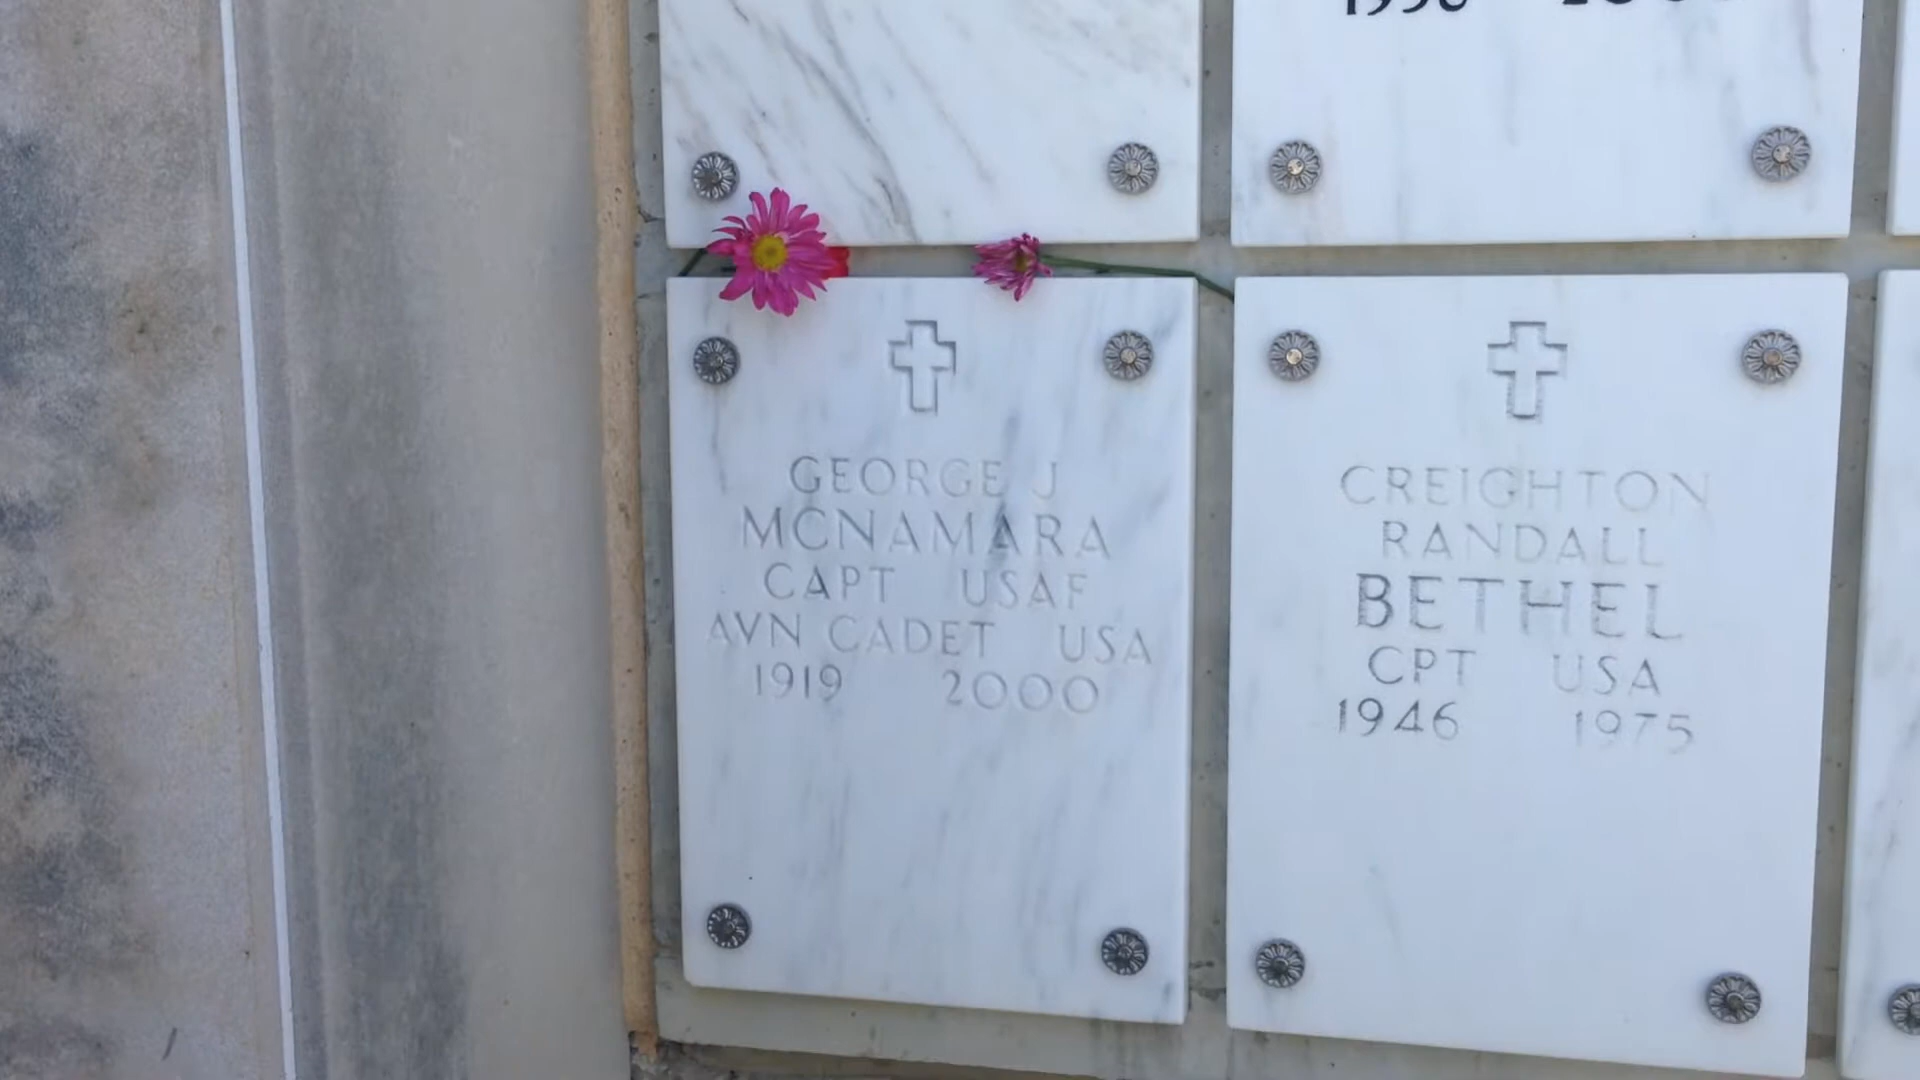 GEORGE J
MCNAMARA
CAPT USAF
AVN CADET USA
1919 2000
CREIGHTON
RANDALL
BETHEL
CPT USA
1946 1975